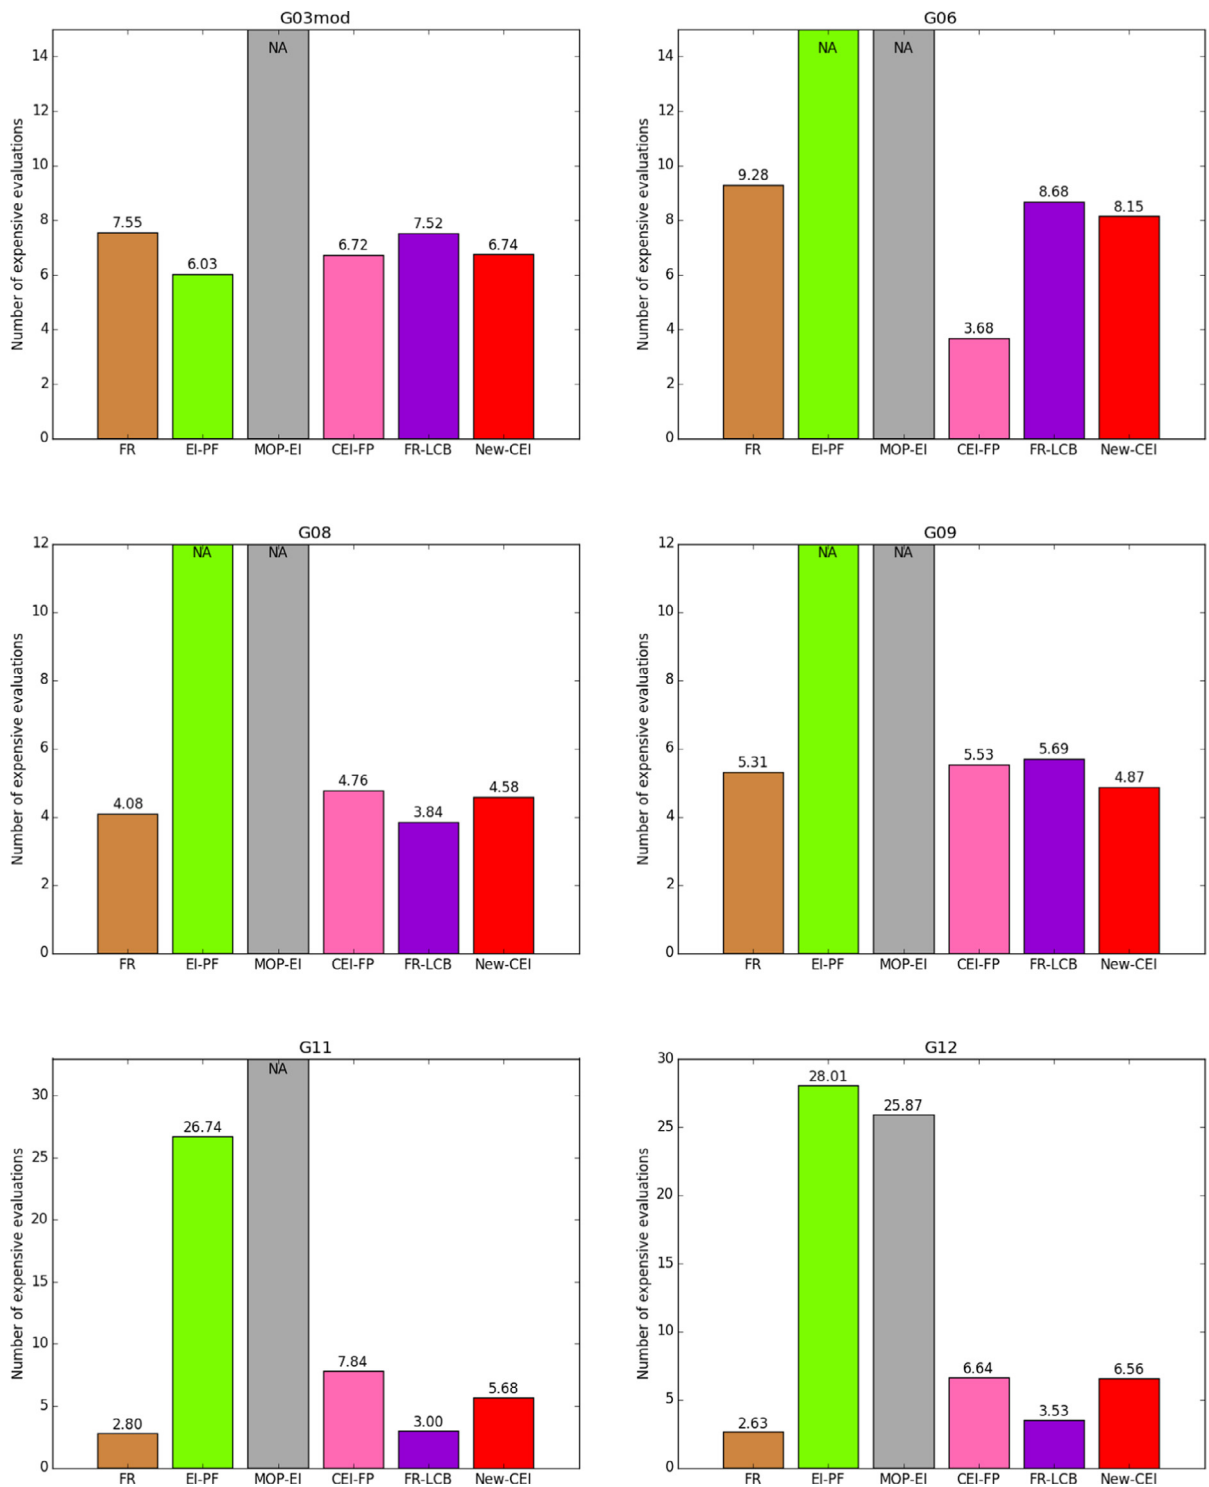 G03mod
Number of expensive evaluations
14
12
10
8
6
4
2
0
7.55
6.03
NA
6.72
7.52
6.74
FR EI-PF MOP-EI CEI-FP FR-LCB New-CEI
G06
Number of expensive evaluations
14
12
10
8
6
4
2
0
9.28
NA
NA
3.68
8.68
8.15
FR EI-PF MOP-EI CEI-FP FR-LCB New-CEI
G08
Number of expensive evaluations
12
10
8
6
4
2
0
4.08
NA
NA
4.76
3.84
4.58
FR EI-PF MOP-EI CEI-FP FR-LCB New-CEI
G09
Number of expensive evaluations
12
10
8
6
4
2
0
5.31
NA
NA
5.53
5.69
4.87
FR EI-PF MOP-EI CEI-FP FR-LCB New-CEI
G11
Number of expensive evaluations
30
25
20
15
10
5
0
2.80
26.74
NA
7.84
3.00
5.68
FR EI-PF MOP-EI CEI-FP FR-LCB New-CEI
G12
Number of expensive evaluations
30
25
20
15
10
5
0
2.63
28.01
25.87
6.64
3.53
6.56
FR EI-PF MOP-EI CEI-FP FR-LCB New-CEI